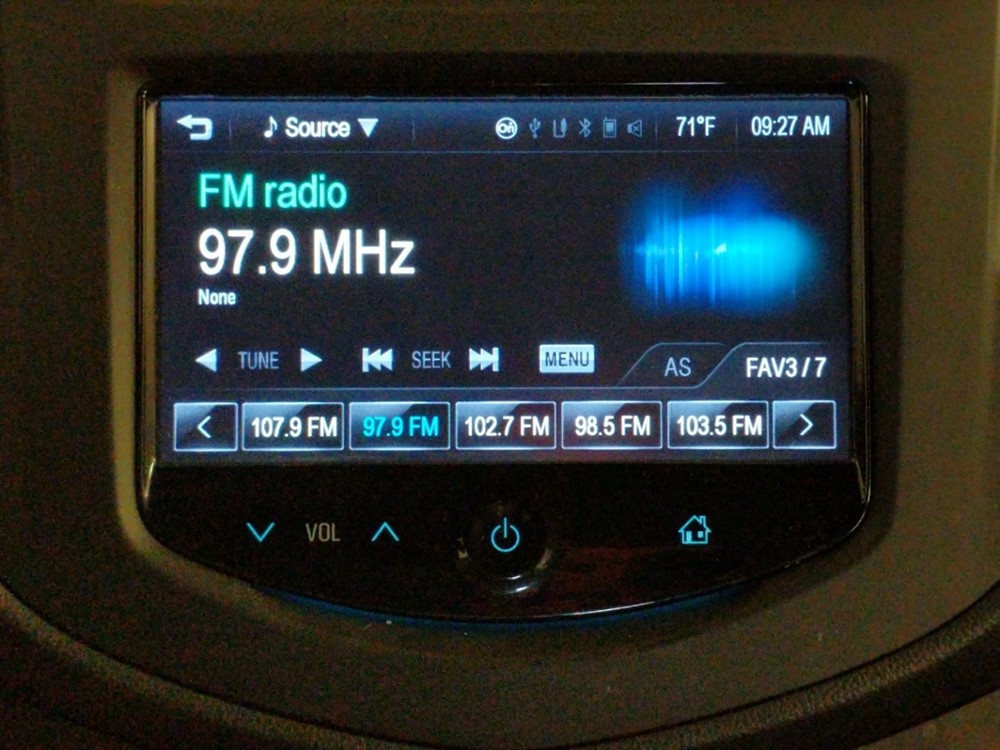 Source On 71°F 09:27 AM
FM radio
97.9 MHz
None
TUNE SEEK MENU AS FAV3 / 7
107.9 FM 97.9 FM 102.7 FM 98.5 FM 103.5 FM
VOL